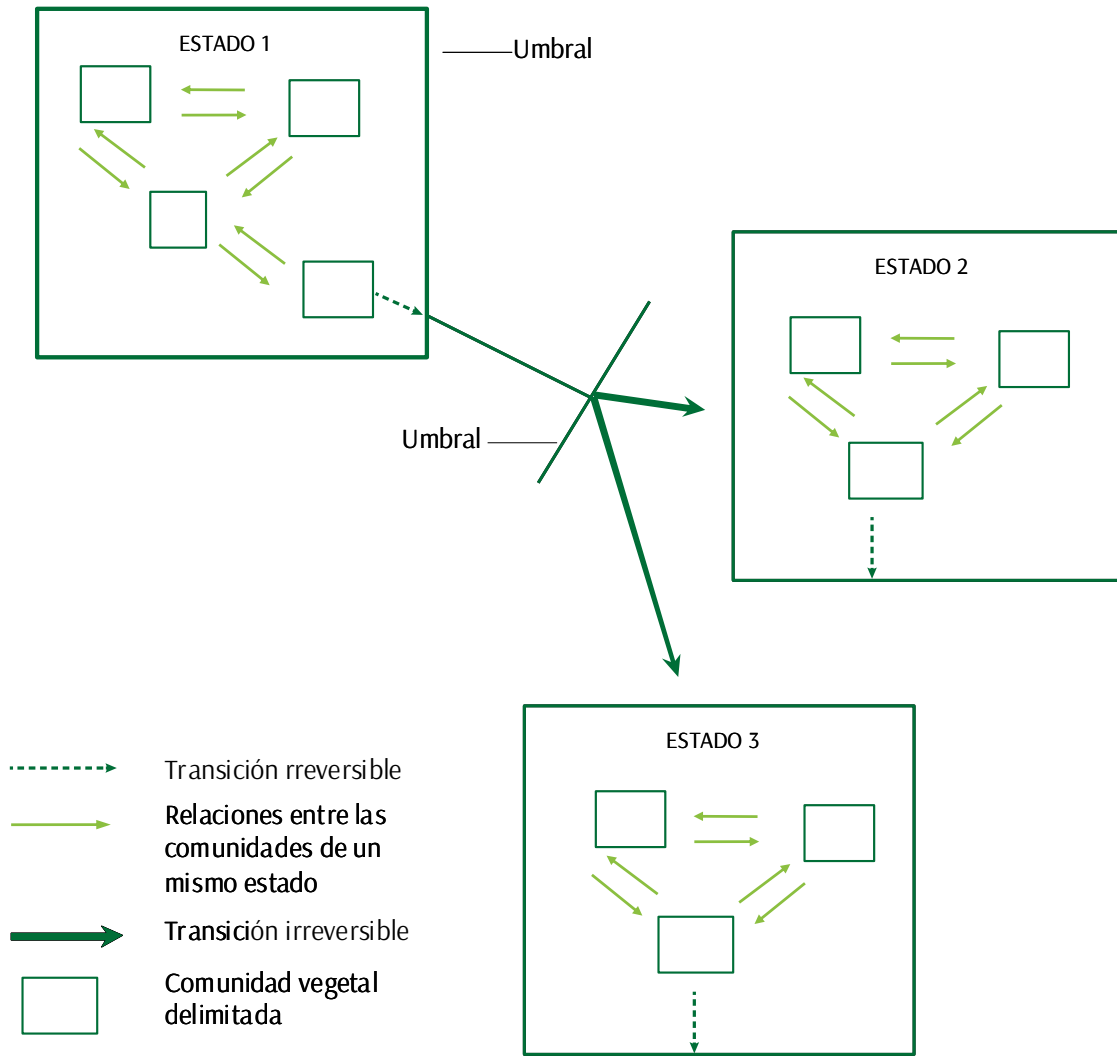 ESTADO 1
Umbral
ESTADO 2
Umbral
ESTADO 3
Transición rreversible
Relaciones entre las
comunidades de un
mismo estado
Transición irreversible
Comunidad vegetal
delimitada